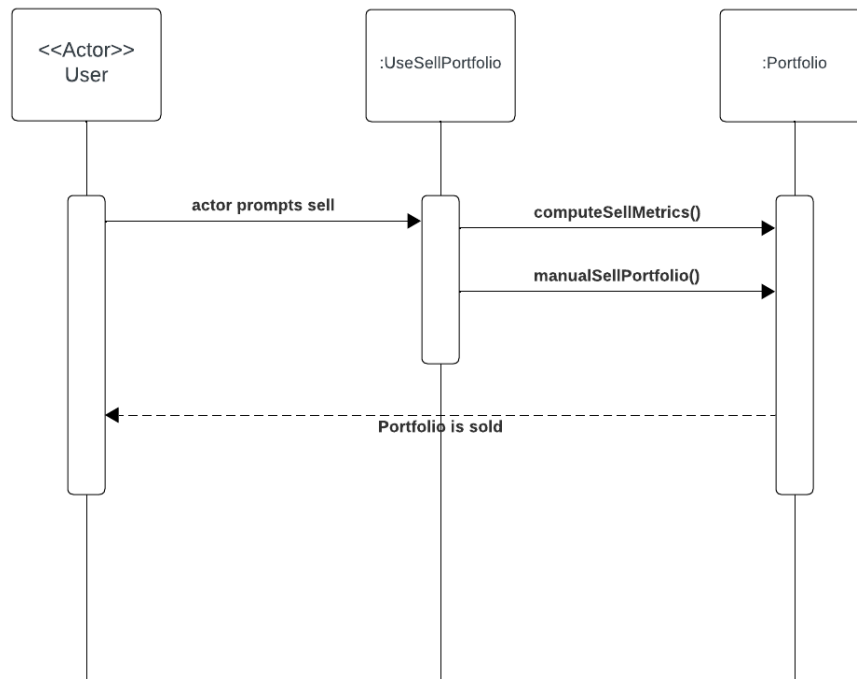 <<Actor>>
User
:UseSellPortfolio
:Portfolio
actor prompts sell
computeSellMetrics()
manualSellPortfolio()
Portfolio is sold